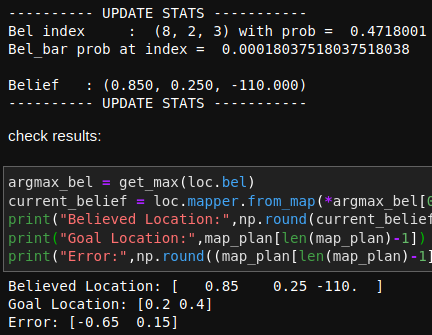 ---------- UPDATE STATS -----------
Bel index     :  (8, 2, 3) with prob =  0.4718001
Bel_bar prob at index =  0.00018037518037518038
Belief   : (0.850, 0.250, -110.000)
---------- UPDATE STATS -----------
check results:
argmax_bel = get_max(loc.bel)
current_belief = loc.mapper.from_map(*argmax_bel[0
print("Believed Location:",np.round(current_belief
print("Goal Location:",map_plan[len(map_plan)-1])
print("Error:",np.round((map_plan[len(map_plan)-1]
Believed Location: [   0.85    0.25 -110.  ]
Goal Location: [0.2 0.4]
Error: [-0.65  0.15]